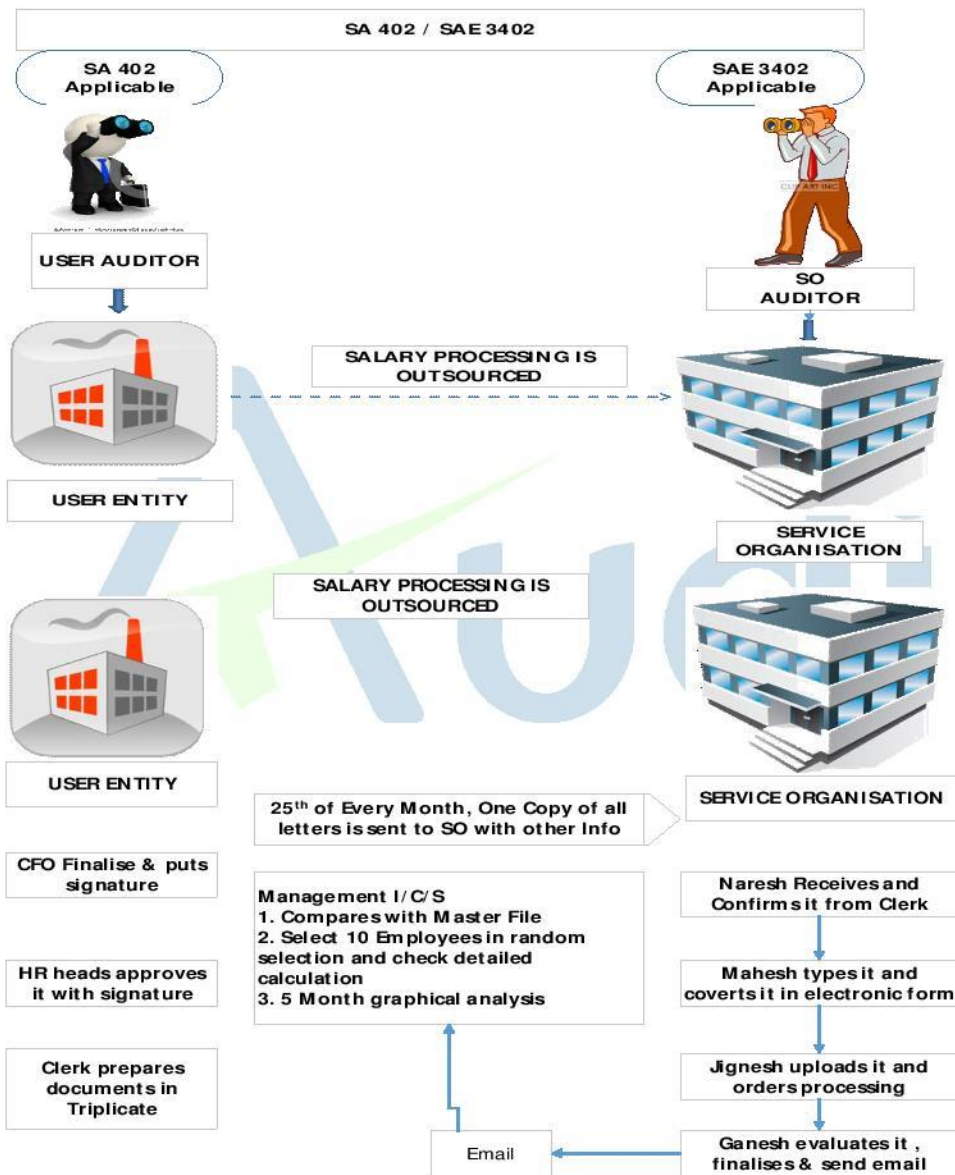 SA 402 / SAE 3402
SA 402
Applicable
SAE 3402
Applicable
CLIP ART INC
USER AUDITOR
SO
AUDITOR
SALARY PROCESSING IS
OUTSOURCED
USER ENTITY
SERVICE
ORGANISATION
Audi
SALARY PROCESSING IS
OUTSOURCED
USER ENTITY
SERVICE ORGANISATION
25th of Every Month, One Copy of all
letters is sent to SO with other Info
CFO Finalise & puts
signature
Management I/C/S
1. Compares with Master File
2. Select 10 Employees in random
selection and check detailed
calculation
3. 5 Month graphical analysis
Naresh Receives and
Confirms it from Clerk
HR heads approves
it with signature
Mahesh types it and
coverts it in electronic form
Clerk prepares
documents in
Triplicate
Jignesh uploads it and
orders processing
Email
Ganesh evaluates it ,
finalises & send email